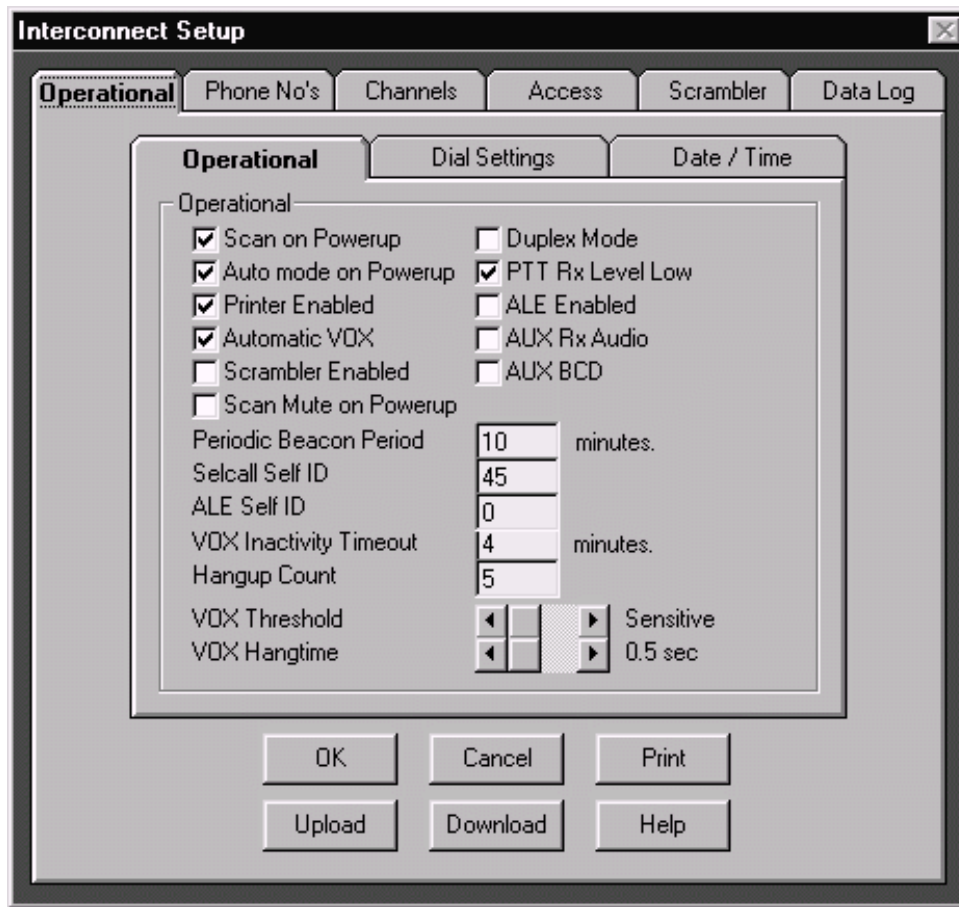 Interconnect Setup
Operational Phone No's Channels Access Scrambler Data Log
Operational Dial Settings Date / Time
Operational
Scan on Powerup Duplex Mode
Auto mode on Powerup PTT Rx Level Low
Printer Enabled ALE Enabled
Automatic VOX AUX Rx Audio
Scrambler Enabled AUX BCD
Scan Mute on Powerup
Periodic Beacon Period 10 minutes.
Selcall Self ID 45
ALE Self ID 0
VOX Inactivity Timeout 4 minutes.
Hangup Count 5
VOX Threshold Sensitive
VOX Hangtime 0.5 sec
OK Cancel Print
Upload Download Help